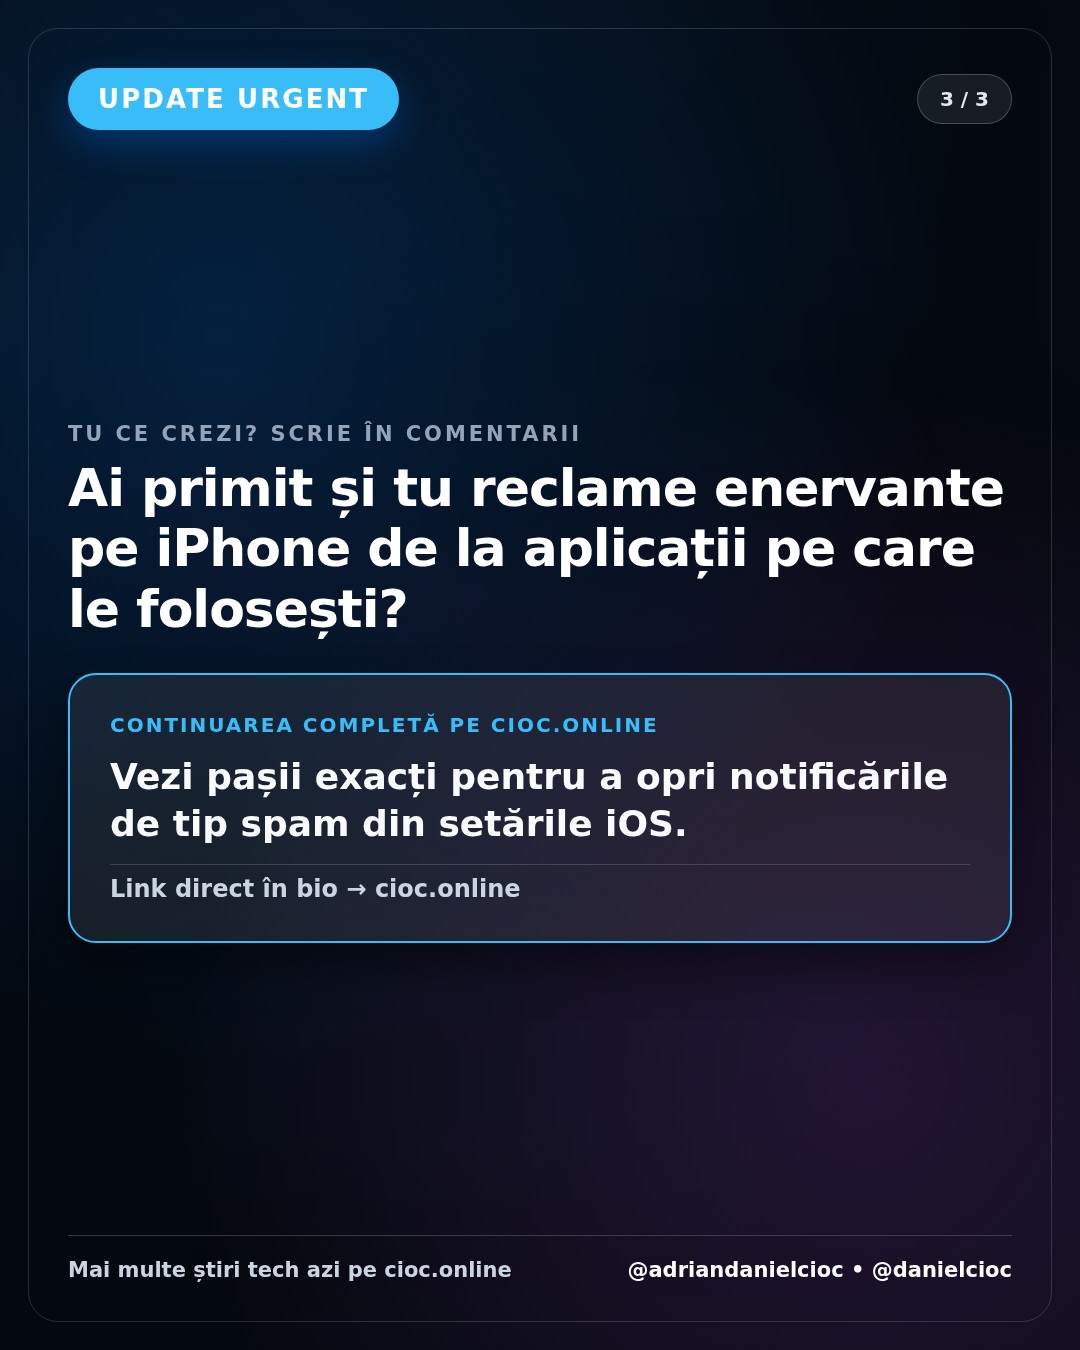 UPDATE URGENT
3 / 3
TU CE CREZI? SCRIE ÎN COMENTARII
Ai primit și tu reclame enervante
pe iPhone de la aplicații pe care
le folosești?
CONTINUAREA COMPLETĂ PE CIOC.ONLINE
Vezi pașii exacți pentru a opri notificările
de tip spam din setările iOS.
Link direct în bio → cioc.online
Mai multe știri tech azi pe cioc.online
@adriandanielcioc • @danielcioc